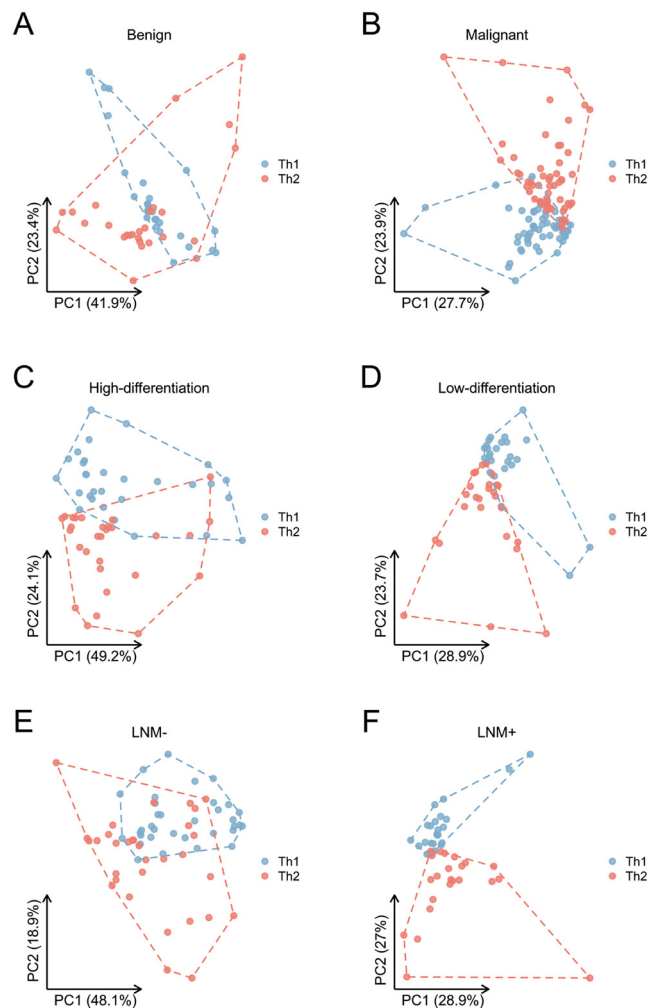 A
Benign
Th1
Th2
PC2 (23.4%)
PC1 (41.9%)
B
Malignant
Th1
Th2
PC2 (23.9%)
PC1 (27.7%)
C
High-differentiation
Th1
Th2
PC2 (24.1%)
PC1 (49.2%)
D
Low-differentiation
Th1
Th2
PC2 (23.7%)
PC1 (28.9%)
E
LNM-
Th1
Th2
PC2 (18.9%)
PC1 (48.1%)
F
LNM+
Th1
Th2
PC2 (27%)
PC1 (28.9%)